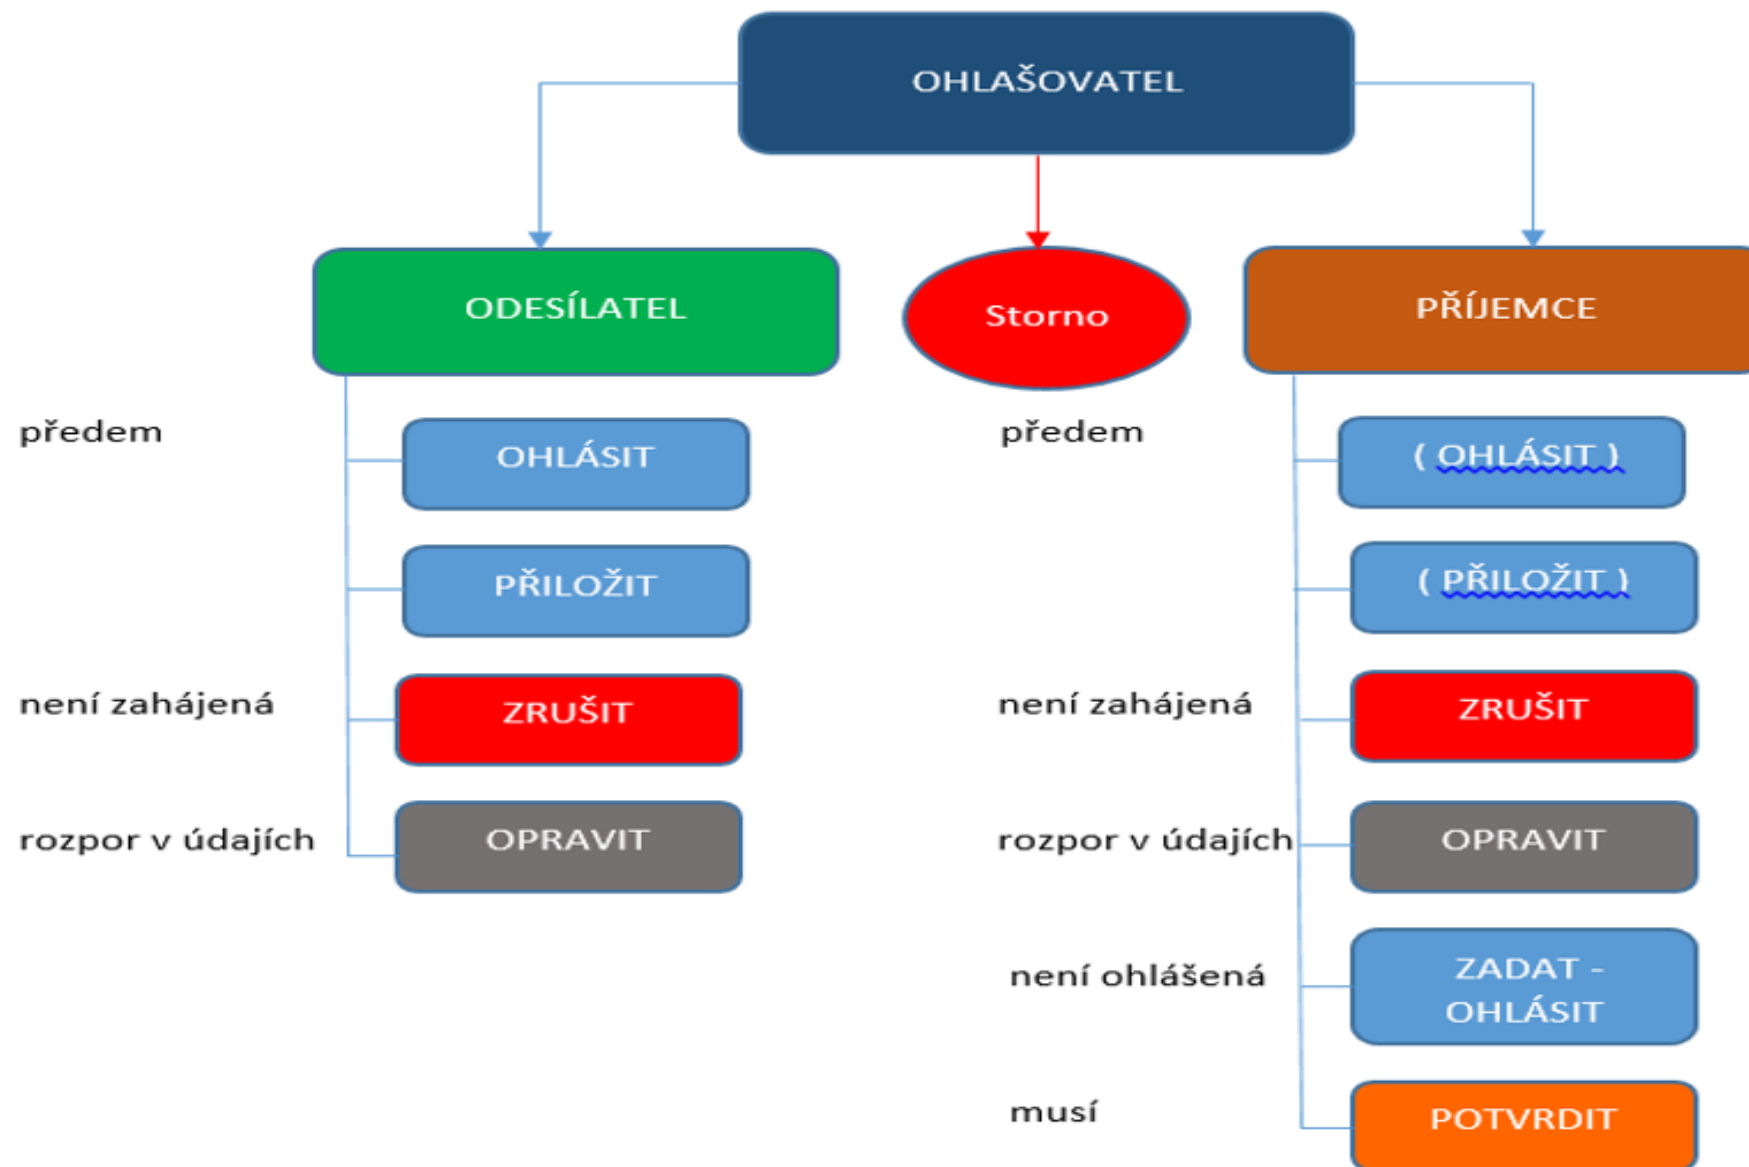 OHLAŠOVATEL
ODESÍLATEL
Storno
PŘÍJEMCE
předem
OHLÁSIT
předem
( OHLÁSIT )
PŘILOŽIT
( PŘILOŽIT )
není zahájená
ZRUŠIT
není zahájená
ZRUŠIT
rozpor v údajích
OPRAVIT
rozpor v údajích
OPRAVIT
není ohlášená
ZADAT -
OHLÁSIT
musí
POTVRDIT